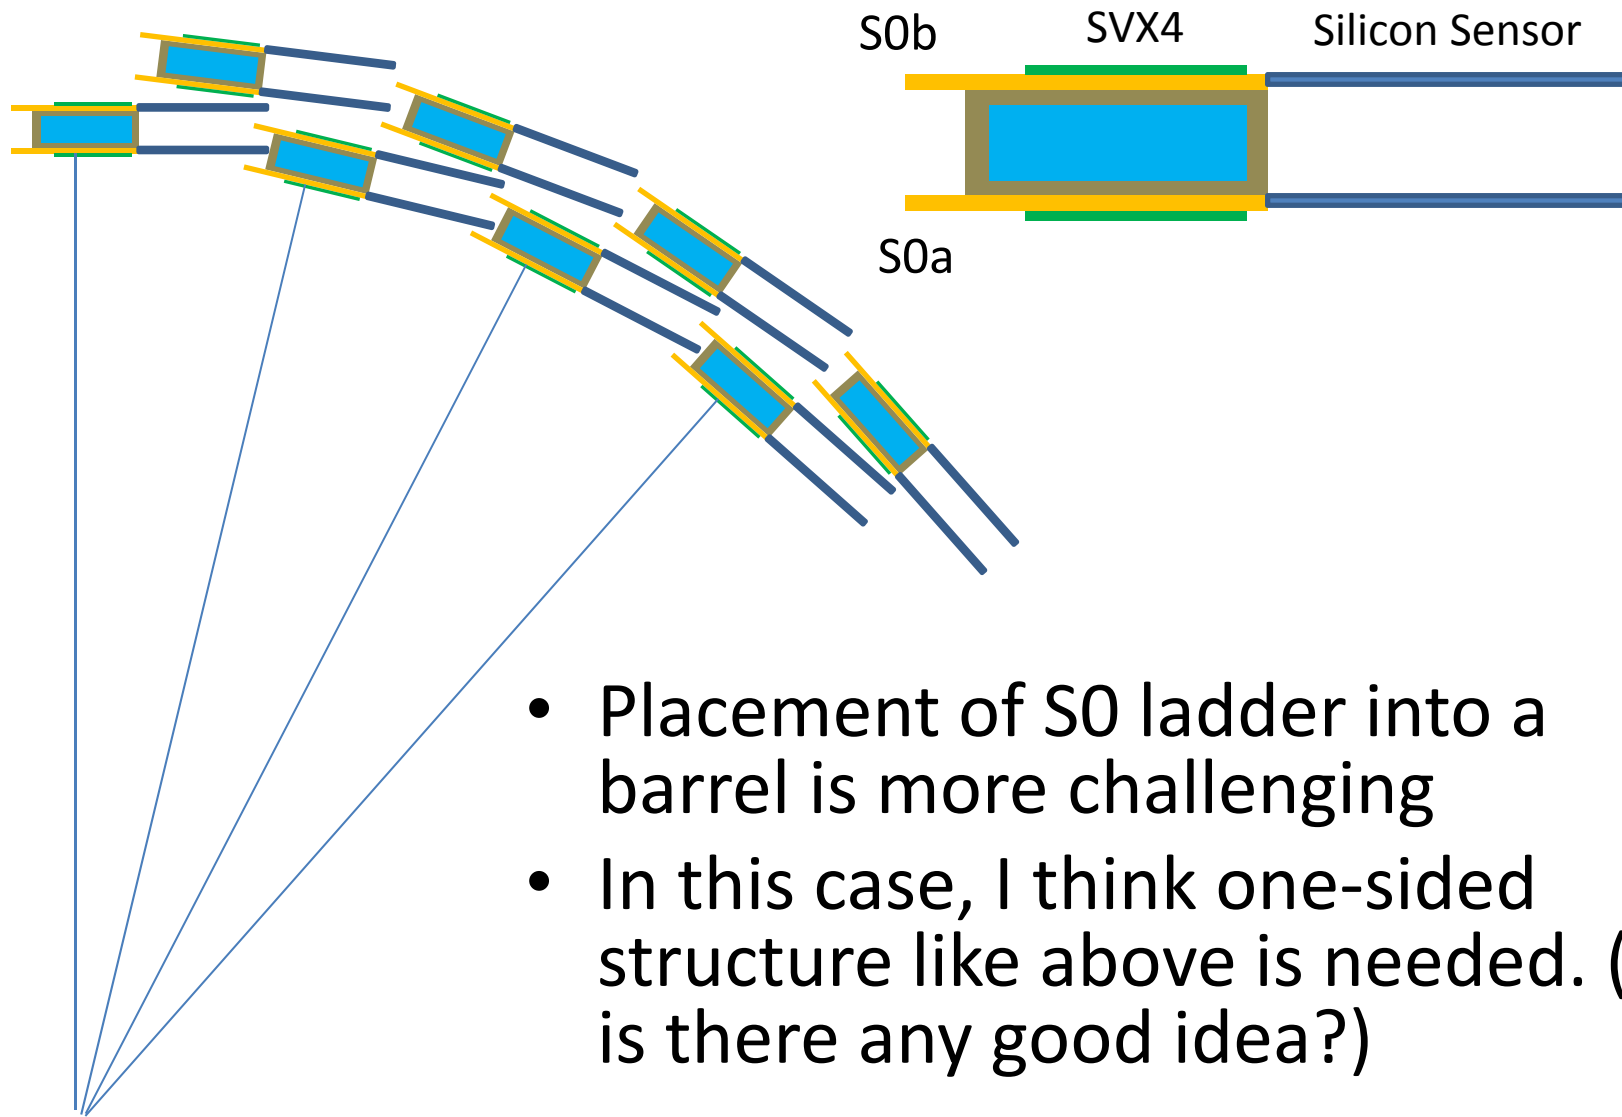 S0b SVX4 Silicon Sensor
S0a
• Placement of S0 ladder into a
barrel is more challenging
• In this case, I think one-sided
structure like above is needed. (
is there any good idea?)